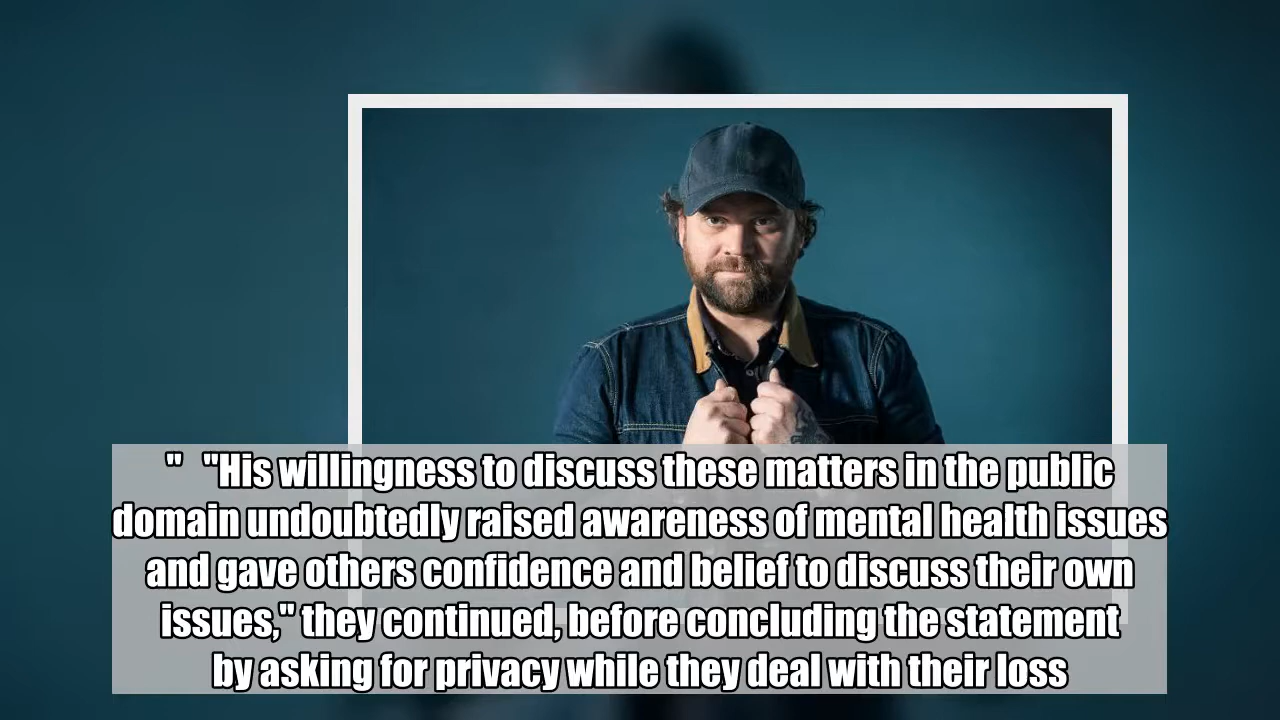 " "His willingness to discuss these matters in the public
domain undoubtedly raised awareness of mental health issues
and gave others confidence and belief to discuss their own
issues," they continued, before concluding the statement
by asking for privacy while they deal with their loss